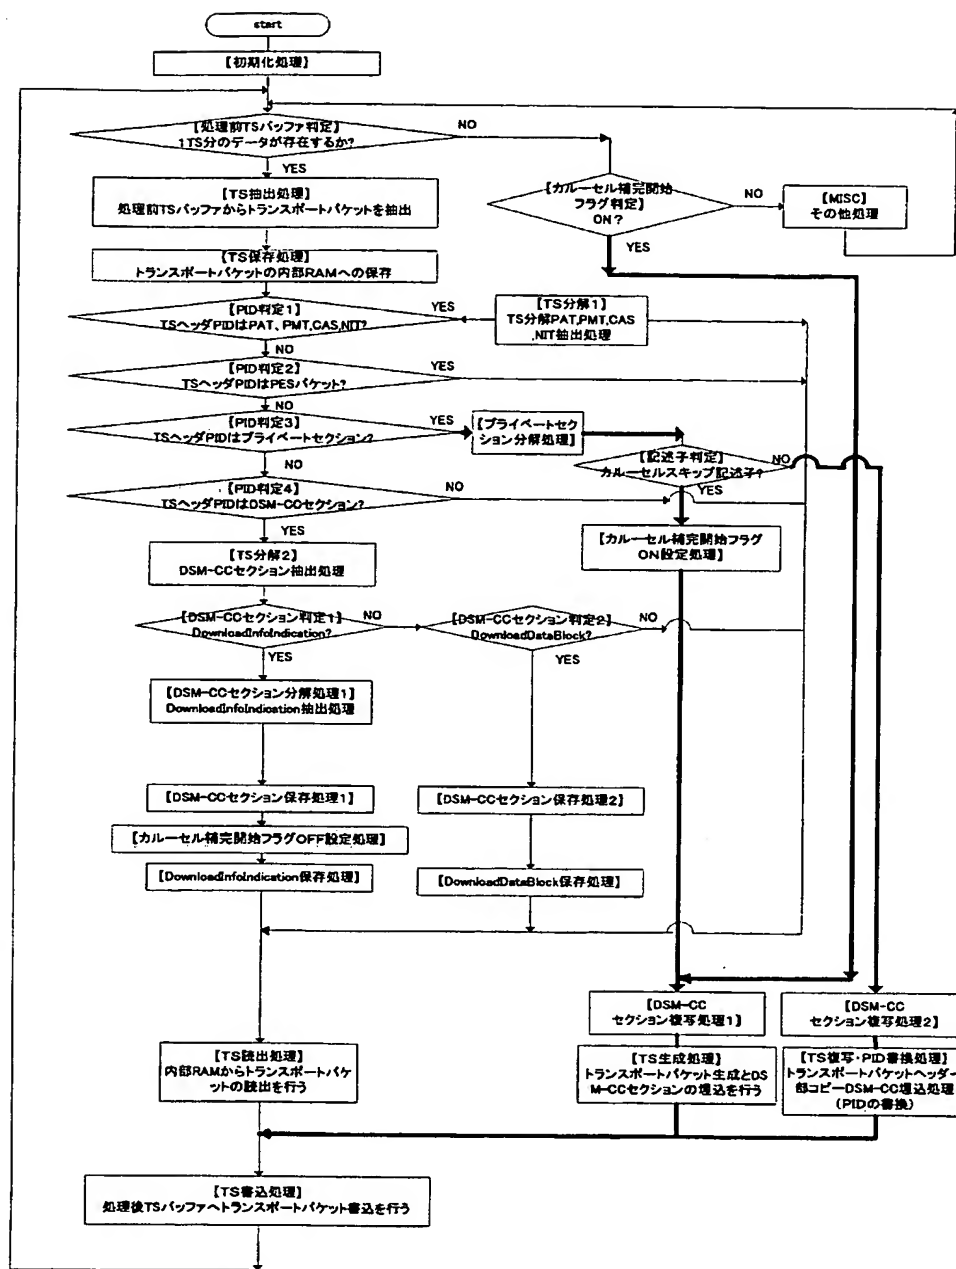 start
【初期化処理】
【処理前TSバッファ判定】
1TS分のデータが存在するか?
NO
YES
【TS抽出処理】
処理前TSバッファからトランスポートパケットを抽出
【カルーセル補完開始
フラグ判定】
ON?
NO
YES
【MISC】
その他処理
【TS保存処理】
トランスポートパケットの内部RAMへの保存
【PID判定1】
TSヘッダPIDはPAT、PMT,CAS,NIT?
YES
NO
【TS分解1】
TS分解PAT,PMT,CAS
,NIT抽出処理
【PID判定2】
TSヘッダPIDはPESパケット?
YES
NO
【PID判定3】
TSヘッダPIDはプライベートセクション?
YES
NO
【プライベートセク
ション分解処理】
【記述子判定】
カルーセルスキップ記述子?
NO
YES
【PID判定4】
TSヘッダPIDはDSM-CCセクション?
NO
YES
【カルーセル補完開始フラグ
ON設定処理】
【TS分解2】
DSM-CCセクション抽出処理
【DSM-CCセクション判定1】
DownloadInfoIndication?
NO
YES
【DSM-CCセクション判定2】
DownloadDataBlock?
NO
YES
【DSM-CCセクション分解処理1】
DownloadInfoIndication抽出処理
【DSM-CCセクション保存処理1】
【DSM-CCセクション保存処理2】
【カルーセル補完開始フラグOFF設定処理】
【DownloadInfoIndication保存処理】
【DownloadDataBlock保存処理】
【DSM-CC
セクション複写処理1】
【DSM-CC
セクション複写処理2】
【TS読出処理】
内部RAMからトランスポートパケ
ットの読出を行う
【TS生成処理】
トランスポートパケット生成とDS
M-CCセクションの埋込を行う
【TS複写・PID書換処理】
トランスポートパケットヘッダー
部コピーDSM-CC埋込処理
(PIDの書換)
【TS書込処理】
処理後TSバッファへトランスポートパケット書込を行う